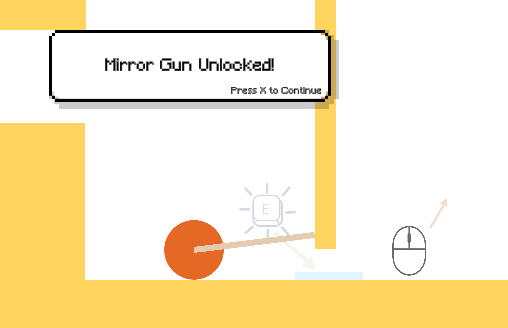 Mirror Gun Unlocked!
Press X to Continue
E